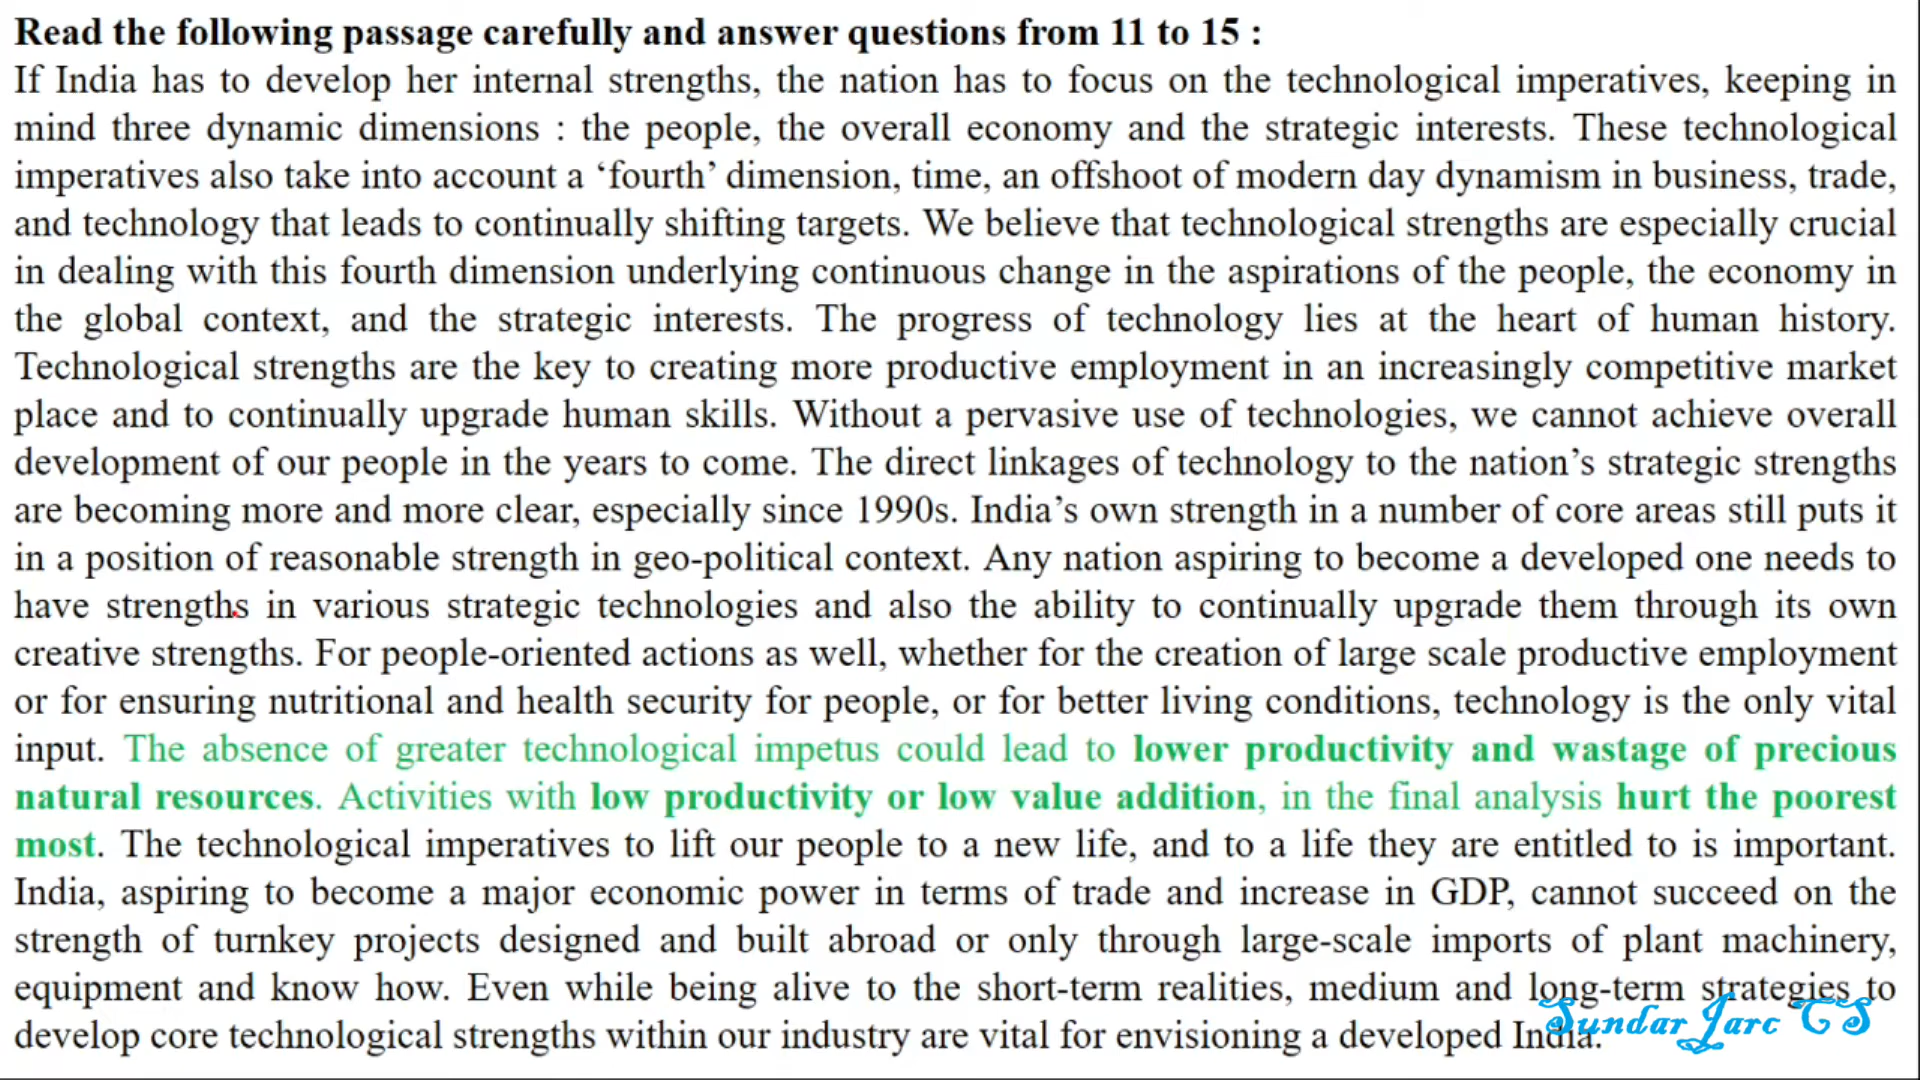 Read the following passage carefully and answer questions from 11 to 15 :
If India has to develop her internal strengths, the nation has to focus on the technological imperatives, keeping in
mind three dynamic dimensions : the people, the overall economy and the strategic interests. These technological
imperatives also take into account a ‘fourth’ dimension, time, an offshoot of modern day dynamism in business, trade,
and technology that leads to continually shifting targets. We believe that technological strengths are especially crucial
in dealing with this fourth dimension underlying continuous change in the aspirations of the people, the economy in
the global context, and the strategic interests. The progress of technology lies at the heart of human history.
Technological strengths are the key to creating more productive employment in an increasingly competitive market
place and to continually upgrade human skills. Without a pervasive use of technologies, we cannot achieve overall
development of our people in the years to come. The direct linkages of technology to the nation’s strategic strengths
are becoming more and more clear, especially since 1990s. India’s own strength in a number of core areas still puts it
in a position of reasonable strength in geo-political context. Any nation aspiring to become a developed one needs to
have strengths in various strategic technologies and also the ability to continually upgrade them through its own
creative strengths. For people-oriented actions as well, whether for the creation of large scale productive employment
or for ensuring nutritional and health security for people, or for better living conditions, technology is the only vital
input. The absence of greater technological impetus could lead to lower productivity and wastage of precious
natural resources. Activities with low productivity or low value addition, in the final analysis hurt the poorest
most. The technological imperatives to lift our people to a new life, and to a life they are entitled to is important.
India, aspiring to become a major economic power in terms of trade and increase in GDP, cannot succeed on the
strength of turnkey projects designed and built abroad or only through large-scale imports of plant machinery,
equipment and know how. Even while being alive to the short-term realities, medium and long-term strategies to
develop core technological strengths within our industry are vital for envisioning a developed India.
Sundar Jarc TS